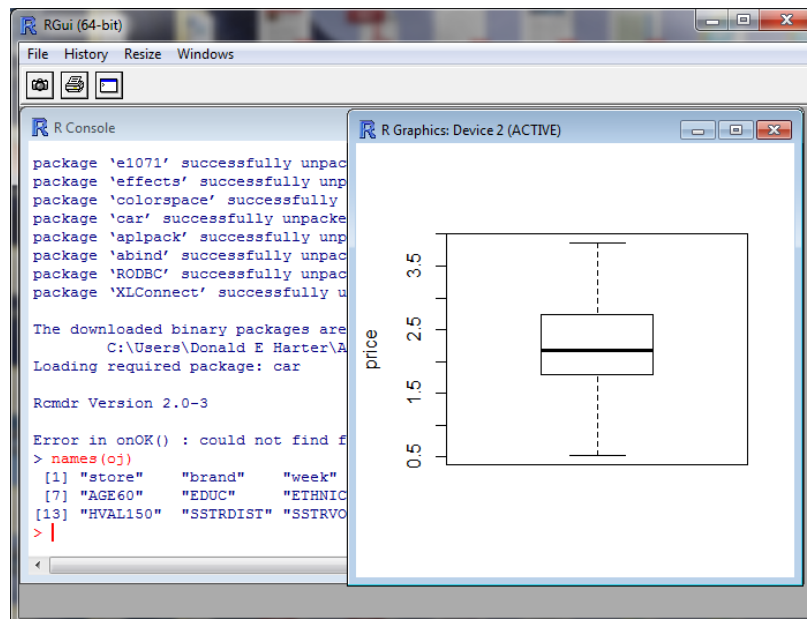 RGui (64-bit)
File History Resize Windows
R Console
package ‘e1071’ successfully unpac
package ‘effects’ successfully unp
package ‘colorspace’ successfully
package ‘car’ successfully unpacke
package ‘aplpack’ successfully unp
package ‘abind’ successfully unpac
package ‘RODBC’ successfully unpac
package ‘XLConnect’ successfully u
The downloaded binary packages are
C:\Users\Donald E Harter\A
Loading required package: car
Rcmdr Version 2.0-3
Error in onOK() : could not find f
> names(oj)
[1] "store" "brand" "week"
[7] "AGE60" "EDUC" "ETHNIC
[13] "HVAL150" "SSTRDIST" "SSTRVO
>
R Graphics: Device 2 (ACTIVE)
price
3.5
2.5
1.5
0.5